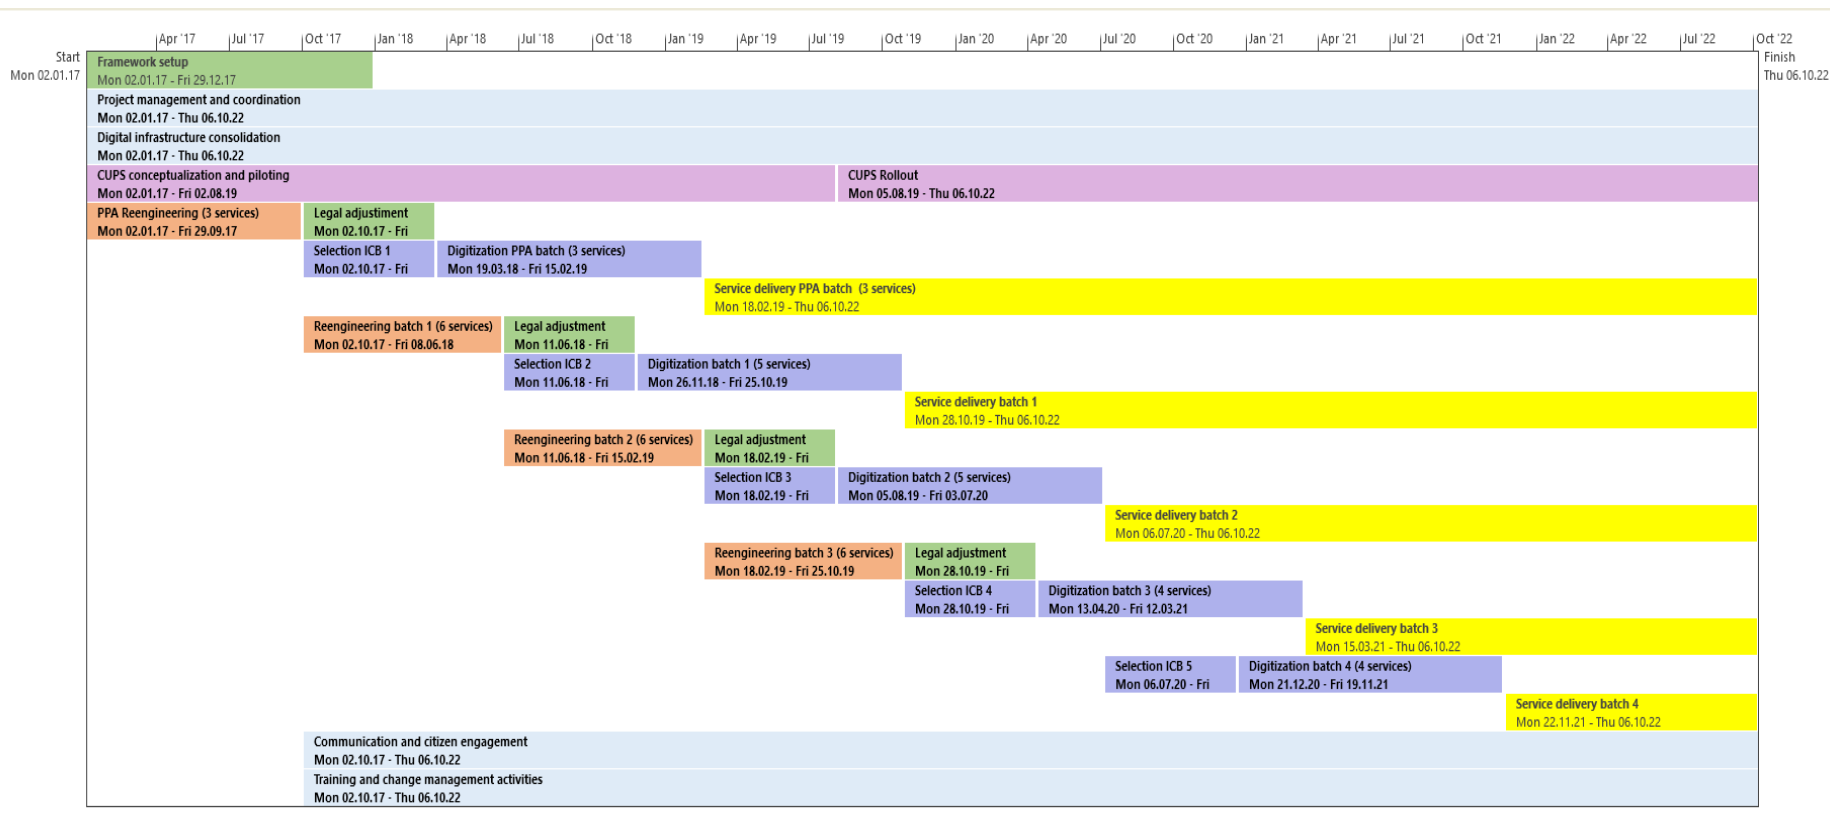 Apr '17 Jul '17 Oct '17 Jan '18 Apr '18 Jul '18 Oct '18 Jan '19 Apr '19 Jul '19 Oct '19 Jan '20 Apr '20 Jul '20 Oct '20 Jan '21 Apr '21 Jul '21 Oct '21 Jan '22 Apr '22 Jul '22 Oct '22
Start
Mon 02.01.17
Finish
Thu 06.10.22
Framework setup
Mon 02.01.17 - Fri 29.12.17
Project management and coordination
Mon 02.01.17 - Thu 06.10.22
Digital infrastructure consolidation
Mon 02.01.17 - Thu 06.10.22
CUPS conceptualization and piloting
Mon 02.01.17 - Fri 02.08.19
CUPS Rollout
Mon 05.08.19 - Thu 06.10.22
PPA Reengineering (3 services)
Mon 02.01.17 - Fri 29.09.17
Legal adjustiment
Mon 02.10.17 - Fri
Selection ICB 1
Mon 02.10.17 - Fri
Digitization PPA batch (3 services)
Mon 19.03.18 - Fri 15.02.19
Service delivery PPA batch (3 services)
Mon 18.02.19 - Thu 06.10.22
Reengineering batch 1 (6 services)
Mon 02.10.17 - Fri 08.06.18
Legal adjustment
Mon 11.06.18 - Fri
Selection ICB 2
Mon 11.06.18 - Fri
Digitization batch 1 (5 services)
Mon 26.11.18 - Fri 25.10.19
Service delivery batch 1
Mon 28.10.19 - Thu 06.10.22
Reengineering batch 2 (6 services)
Mon 11.06.18 - Fri 15.02.19
Legal adjustment
Mon 18.02.19 - Fri
Selection ICB 3
Mon 18.02.19 - Fri
Digitization batch 2 (5 services)
Mon 05.08.19 - Fri 03.07.20
Service delivery batch 2
Mon 06.07.20 - Thu 06.10.22
Reengineering batch 3 (6 services)
Mon 18.02.19 - Fri 25.10.19
Legal adjustment
Mon 28.10.19 - Fri
Selection ICB 4
Mon 28.10.19 - Fri
Digitization batch 3 (4 services)
Mon 13.04.20 - Fri 12.03.21
Service delivery batch 3
Mon 15.03.21 - Thu 06.10.22
Selection ICB 5
Mon 06.07.20 - Fri
Digitization batch 4 (4 services)
Mon 21.12.20 - Fri 19.11.21
Service delivery batch 4
Mon 22.11.21 - Thu 06.10.22
Communication and citizen engagement
Mon 02.10.17 - Thu 06.10.22
Training and change management activities
Mon 02.10.17 - Thu 06.10.22